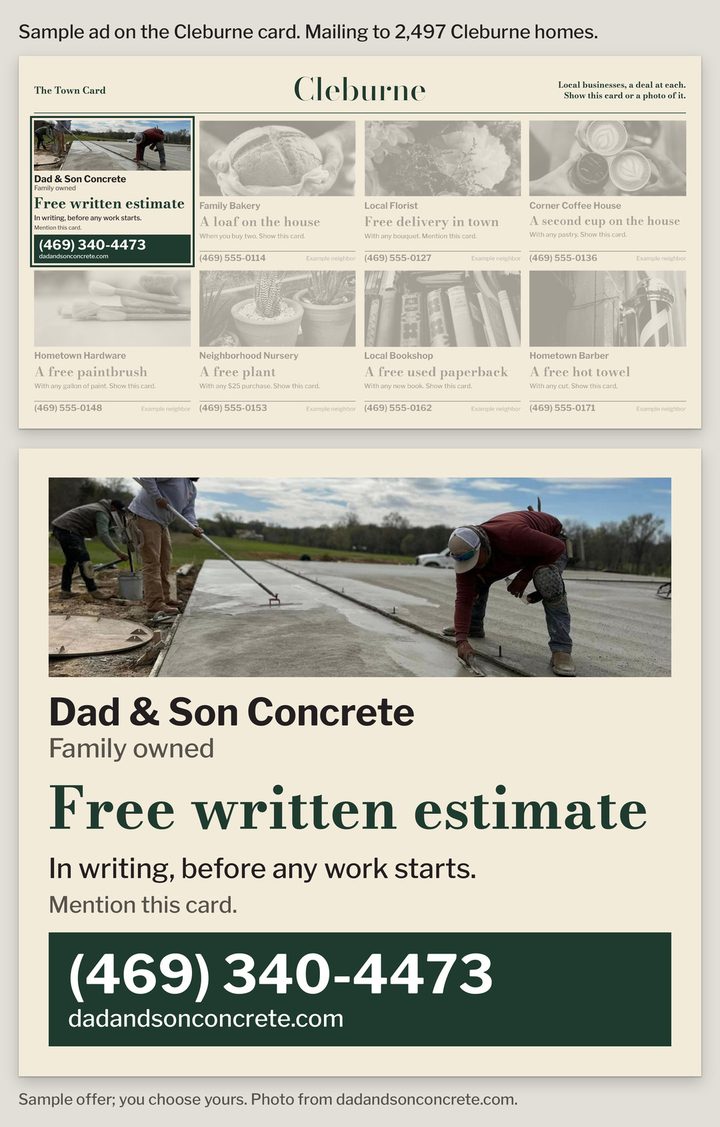 Sample ad on the Cleburne card. Mailing to 2,497 Cleburne homes.
The Town Card
Cleburne
Local businesses, a deal at each.
Show this card or a photo of it.
Dad & Son Concrete
Family owned
Free written estimate
In writing, before any work starts.
Mention this card.
(469) 340-4473
dadandsonconcrete.com
Family Bakery
A loaf on the house
When you buy two. Show this card.
(469) 555-0114
Example neighbor
Local Florist
Free delivery in town
With any bouquet. Mention this card.
(469) 555-0127
Example neighbor
Corner Coffee House
A second cup on the house
With any pastry. Show this card.
(469) 555-0136
Example neighbor
Hometown Hardware
A free paintbrush
With any gallon of paint. Show this card.
(469) 555-0148
Example neighbor
Neighborhood Nursery
A free plant
With any $25 purchase. Show this card.
(469) 555-0153
Example neighbor
Local Bookshop
A free used paperback
With any new book. Show this card.
(469) 555-0162
Example neighbor
Hometown Barber
A free hot towel
With any cut. Show this card.
(469) 555-0171
Example neighbor
Dad & Son Concrete
Family owned
Free written estimate
In writing, before any work starts.
Mention this card.
(469) 340-4473
dadandsonconcrete.com
Sample offer; you choose yours. Photo from dadandsonconcrete.com.